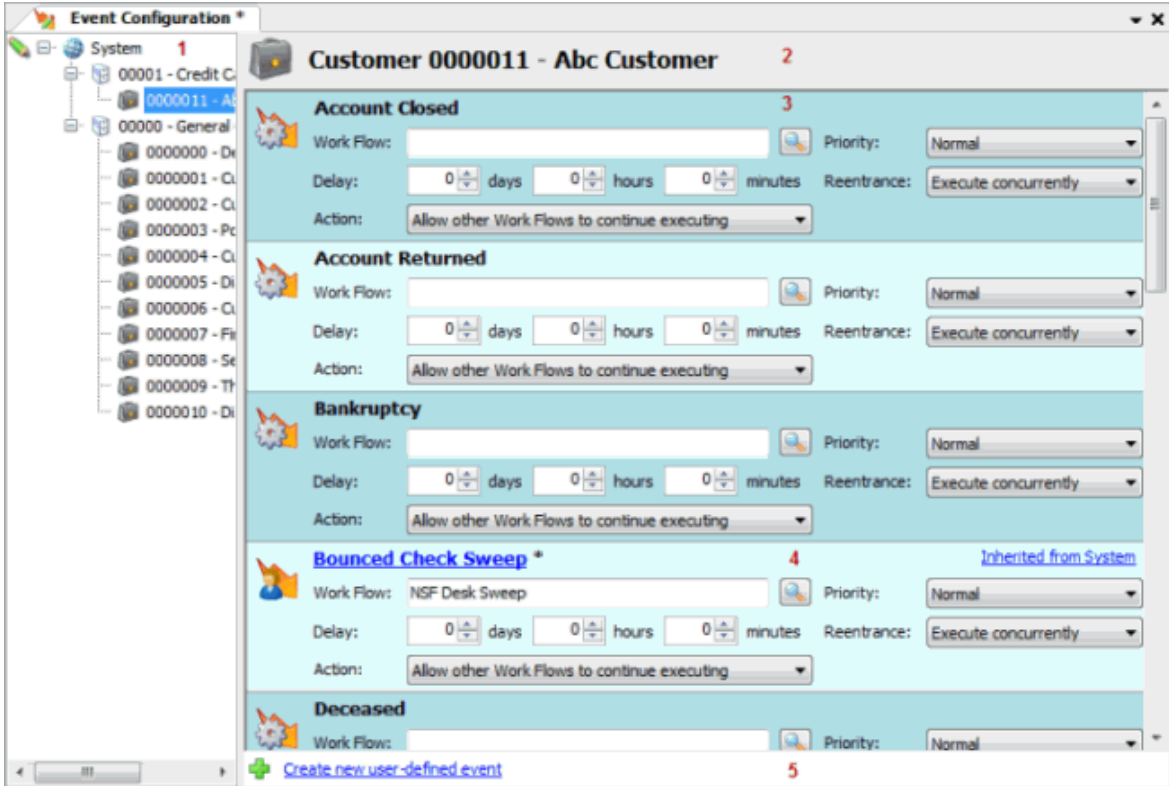 Event Configuration *
System 1
00001 - Credit Ca
0000011 - Ab
00000 - General
0000000 - De
0000001 - Cu
0000002 - Cu
0000003 - Po
0000004 - Cu
0000005 - Di
0000006 - Cu
0000007 - Fir
0000008 - Se
0000009 - Th
0000010 - Di
Customer 0000011 - Abc Customer 2
Account Closed 3
Work Flow: Priority: Normal
Delay: 0 days 0 hours 0 minutes Reentrance: Execute concurrently
Action: Allow other Work Flows to continue executing
Account Returned
Work Flow: Priority: Normal
Delay: 0 days 0 hours 0 minutes Reentrance: Execute concurrently
Action: Allow other Work Flows to continue executing
Bankruptcy
Work Flow: Priority: Normal
Delay: 0 days 0 hours 0 minutes Reentrance: Execute concurrently
Action: Allow other Work Flows to continue executing
Bounced Check Sweep * 4 Inherited from System
Work Flow: NSF Desk Sweep Priority: Normal
Delay: 0 days 0 hours 0 minutes Reentrance: Execute concurrently
Action: Allow other Work Flows to continue executing
Deceased
Work Flow: Priority: Normal
Create new user-defined event 5